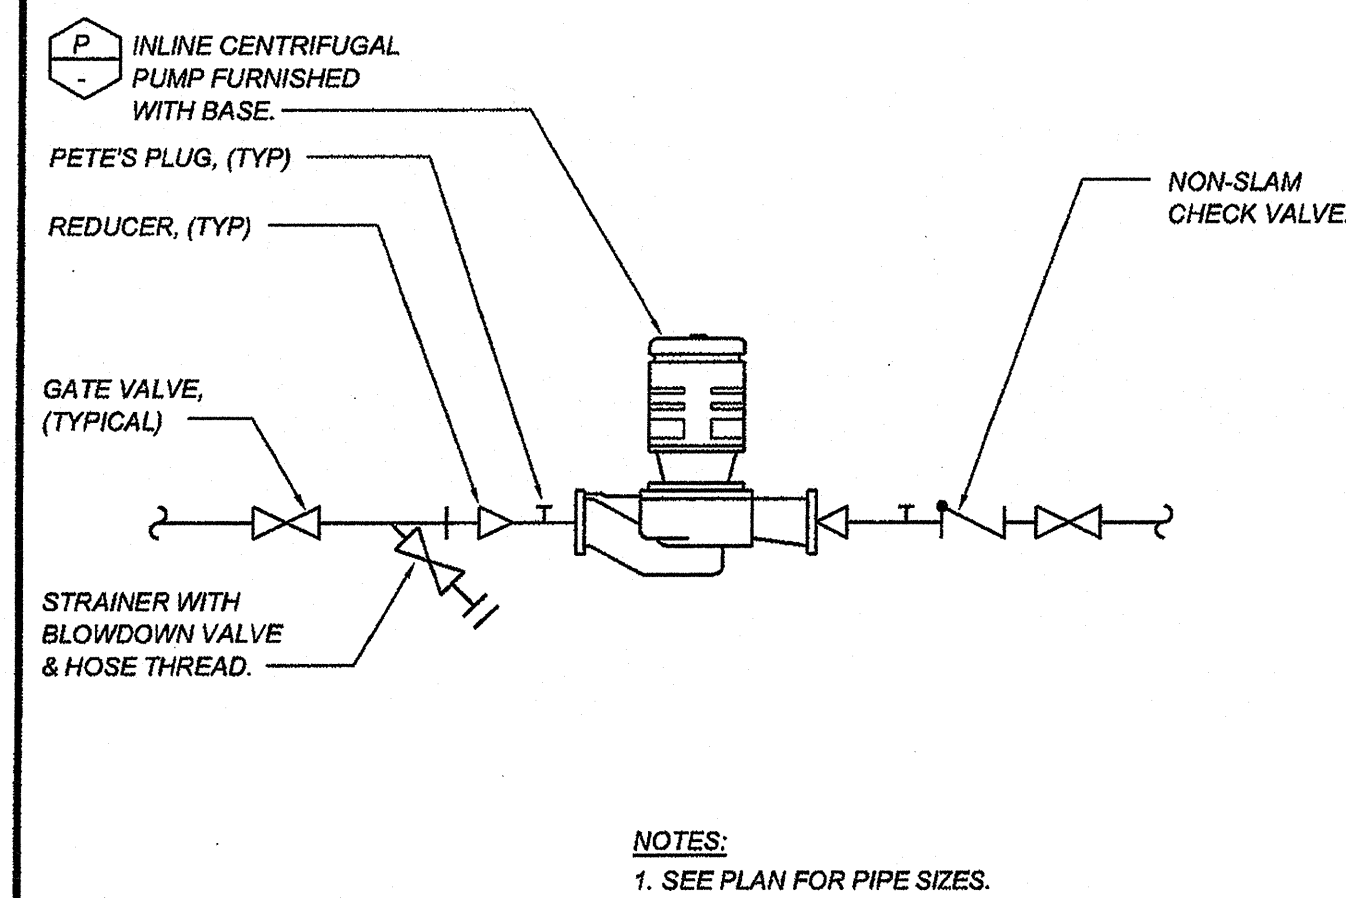 P
-
INLINE CENTRIFUGAL
PUMP FURNISHED
WITH BASE.
PETE'S PLUG, (TYP)
REDUCER, (TYP)
NON-SLAM
CHECK VALVE.
GATE VALVE,
(TYPICAL)
STRAINER WITH
BLOWDOWN VALVE
& HOSE THREAD.
NOTES:
1. SEE PLAN FOR PIPE SIZES.